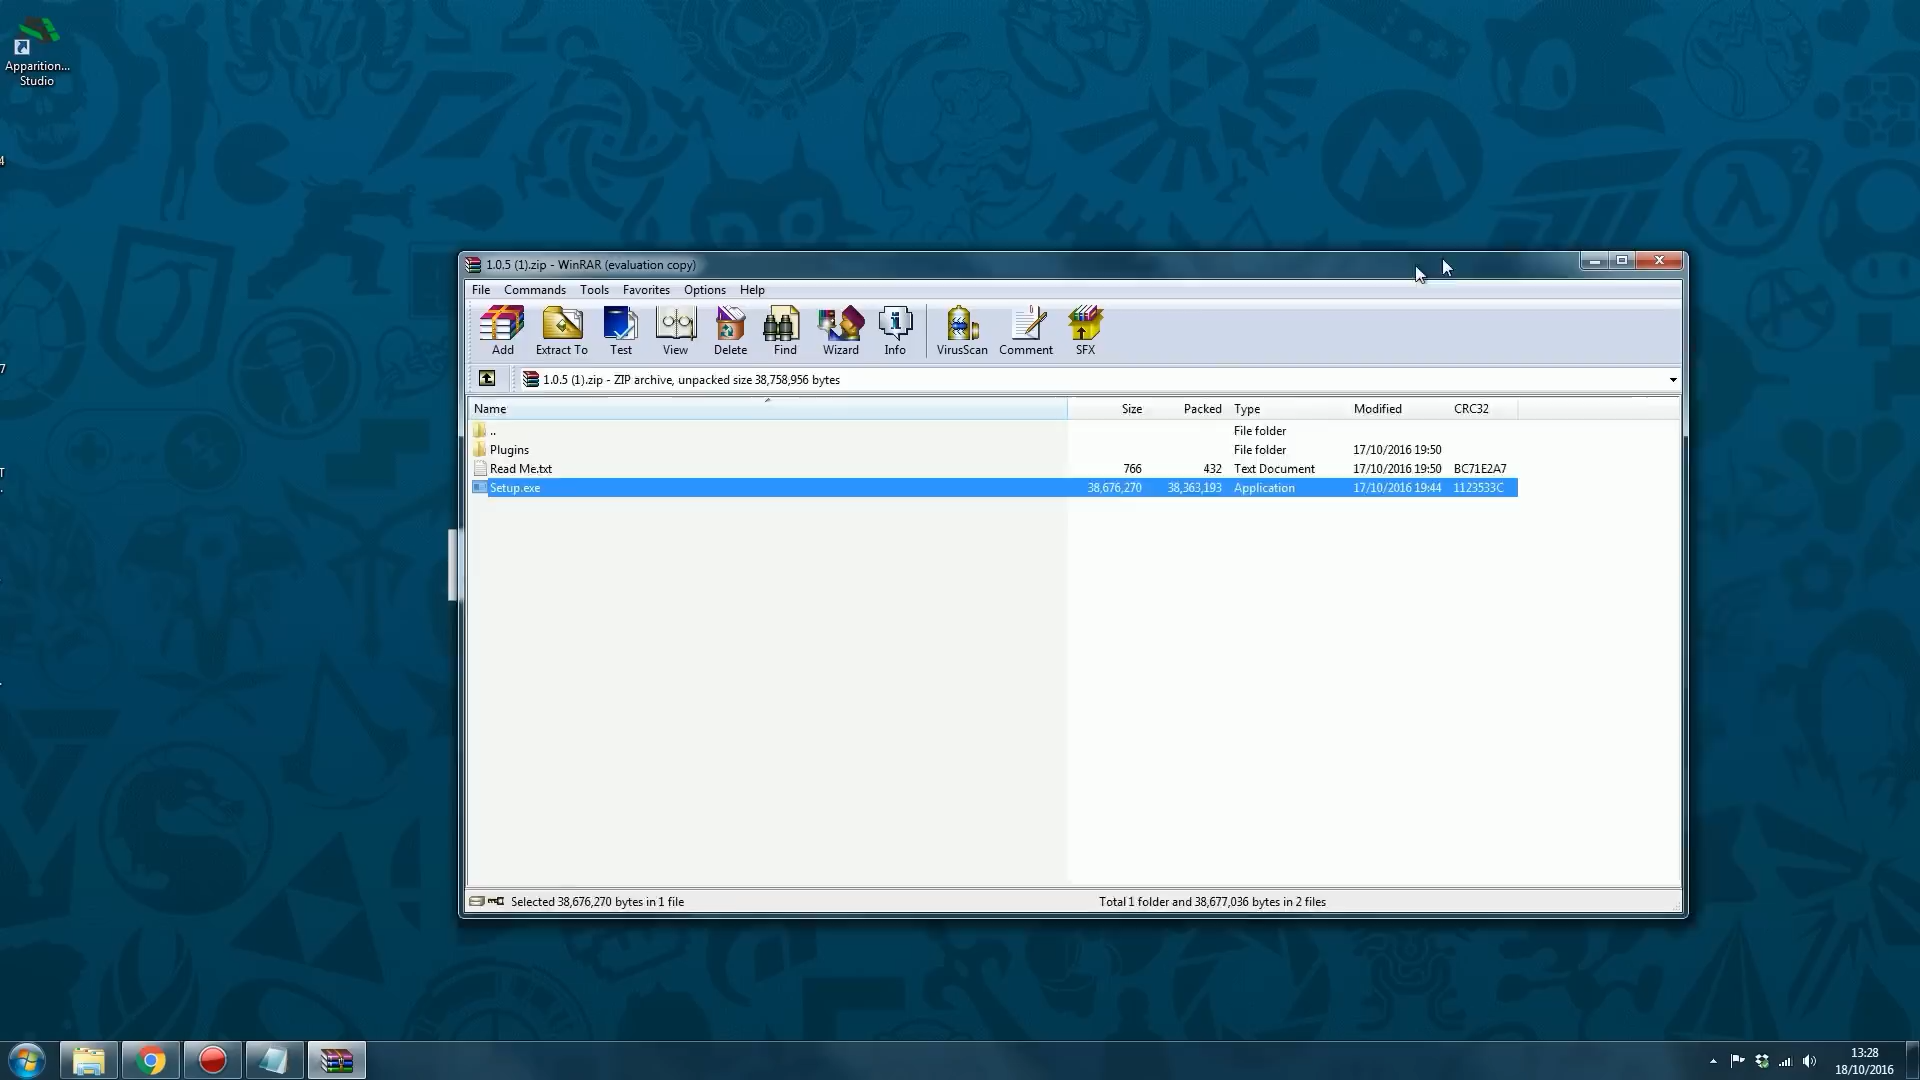 Apparition...
Studio
4
7
T
2
1.0.5 (1).zip - WinRAR (evaluation copy)
File Commands Tools Favorites Options Help
Add Extract To Test View Delete Find Wizard Info VirusScan Comment SFX
1.0.5 (1).zip - ZIP archive, unpacked size 38,758,956 bytes
Name Size Packed Type Modified CRC32
.. File folder
Plugins File folder 17/10/2016 19:50
Read Me.txt 766 432 Text Document 17/10/2016 19:50 BC71E2A7
Setup.exe 38,676,270 38,363,193 Application 17/10/2016 19:44 1123533C
Selected 38,676,270 bytes in 1 file Total 1 folder and 38,677,036 bytes in 2 files
13:28
18/10/2016